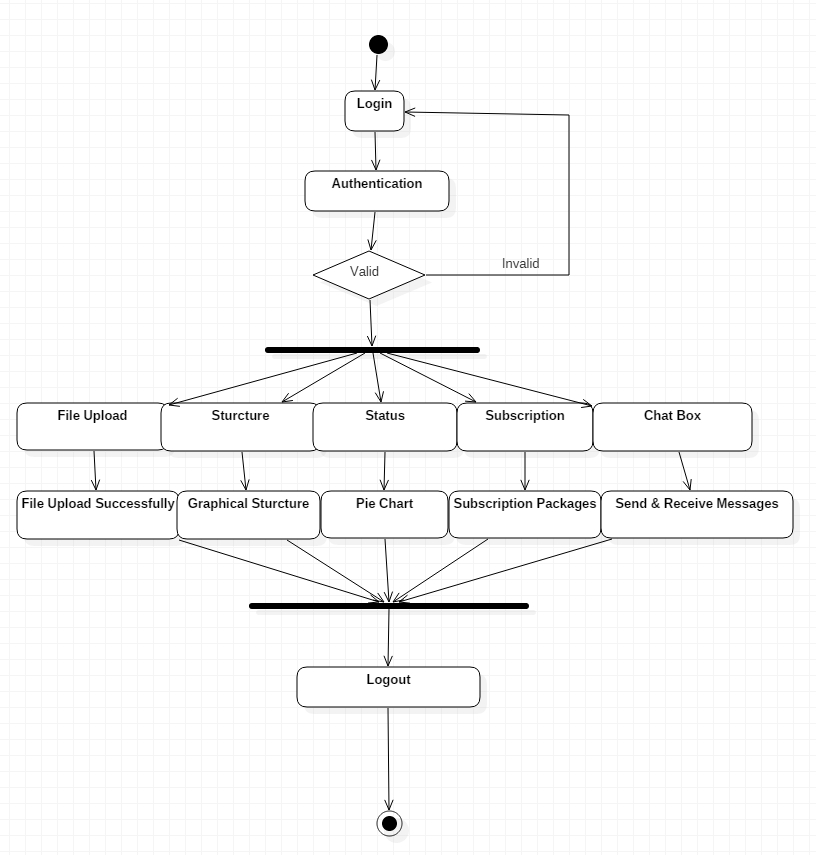 Login
Authentication
Valid
Invalid
File Upload
Sturcture
Status
Subscription
Chat Box
File Upload Successfully
Graphical Sturcture
Pie Chart
Subscription Packages
Send & Receive Messages
Logout